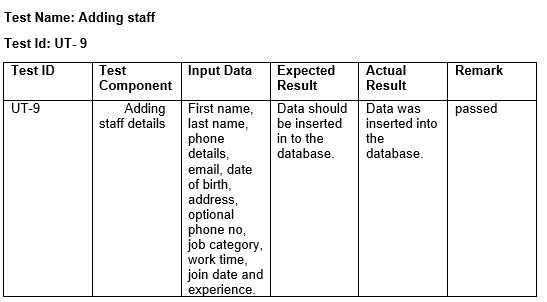 Test Name: Adding staff
Test Id: UT- 9
Test ID
Test
Component
Input Data
Expected
Result
Actual
Result
Remark
UT-9
Adding
staff details
First name,
last name,
phone
details,
email, date
of birth,
address,
optional
phone no,
job category,
work time,
join date and
experience.
Data should
be inserted
in to the
database.
Data was
inserted into
the
database.
passed